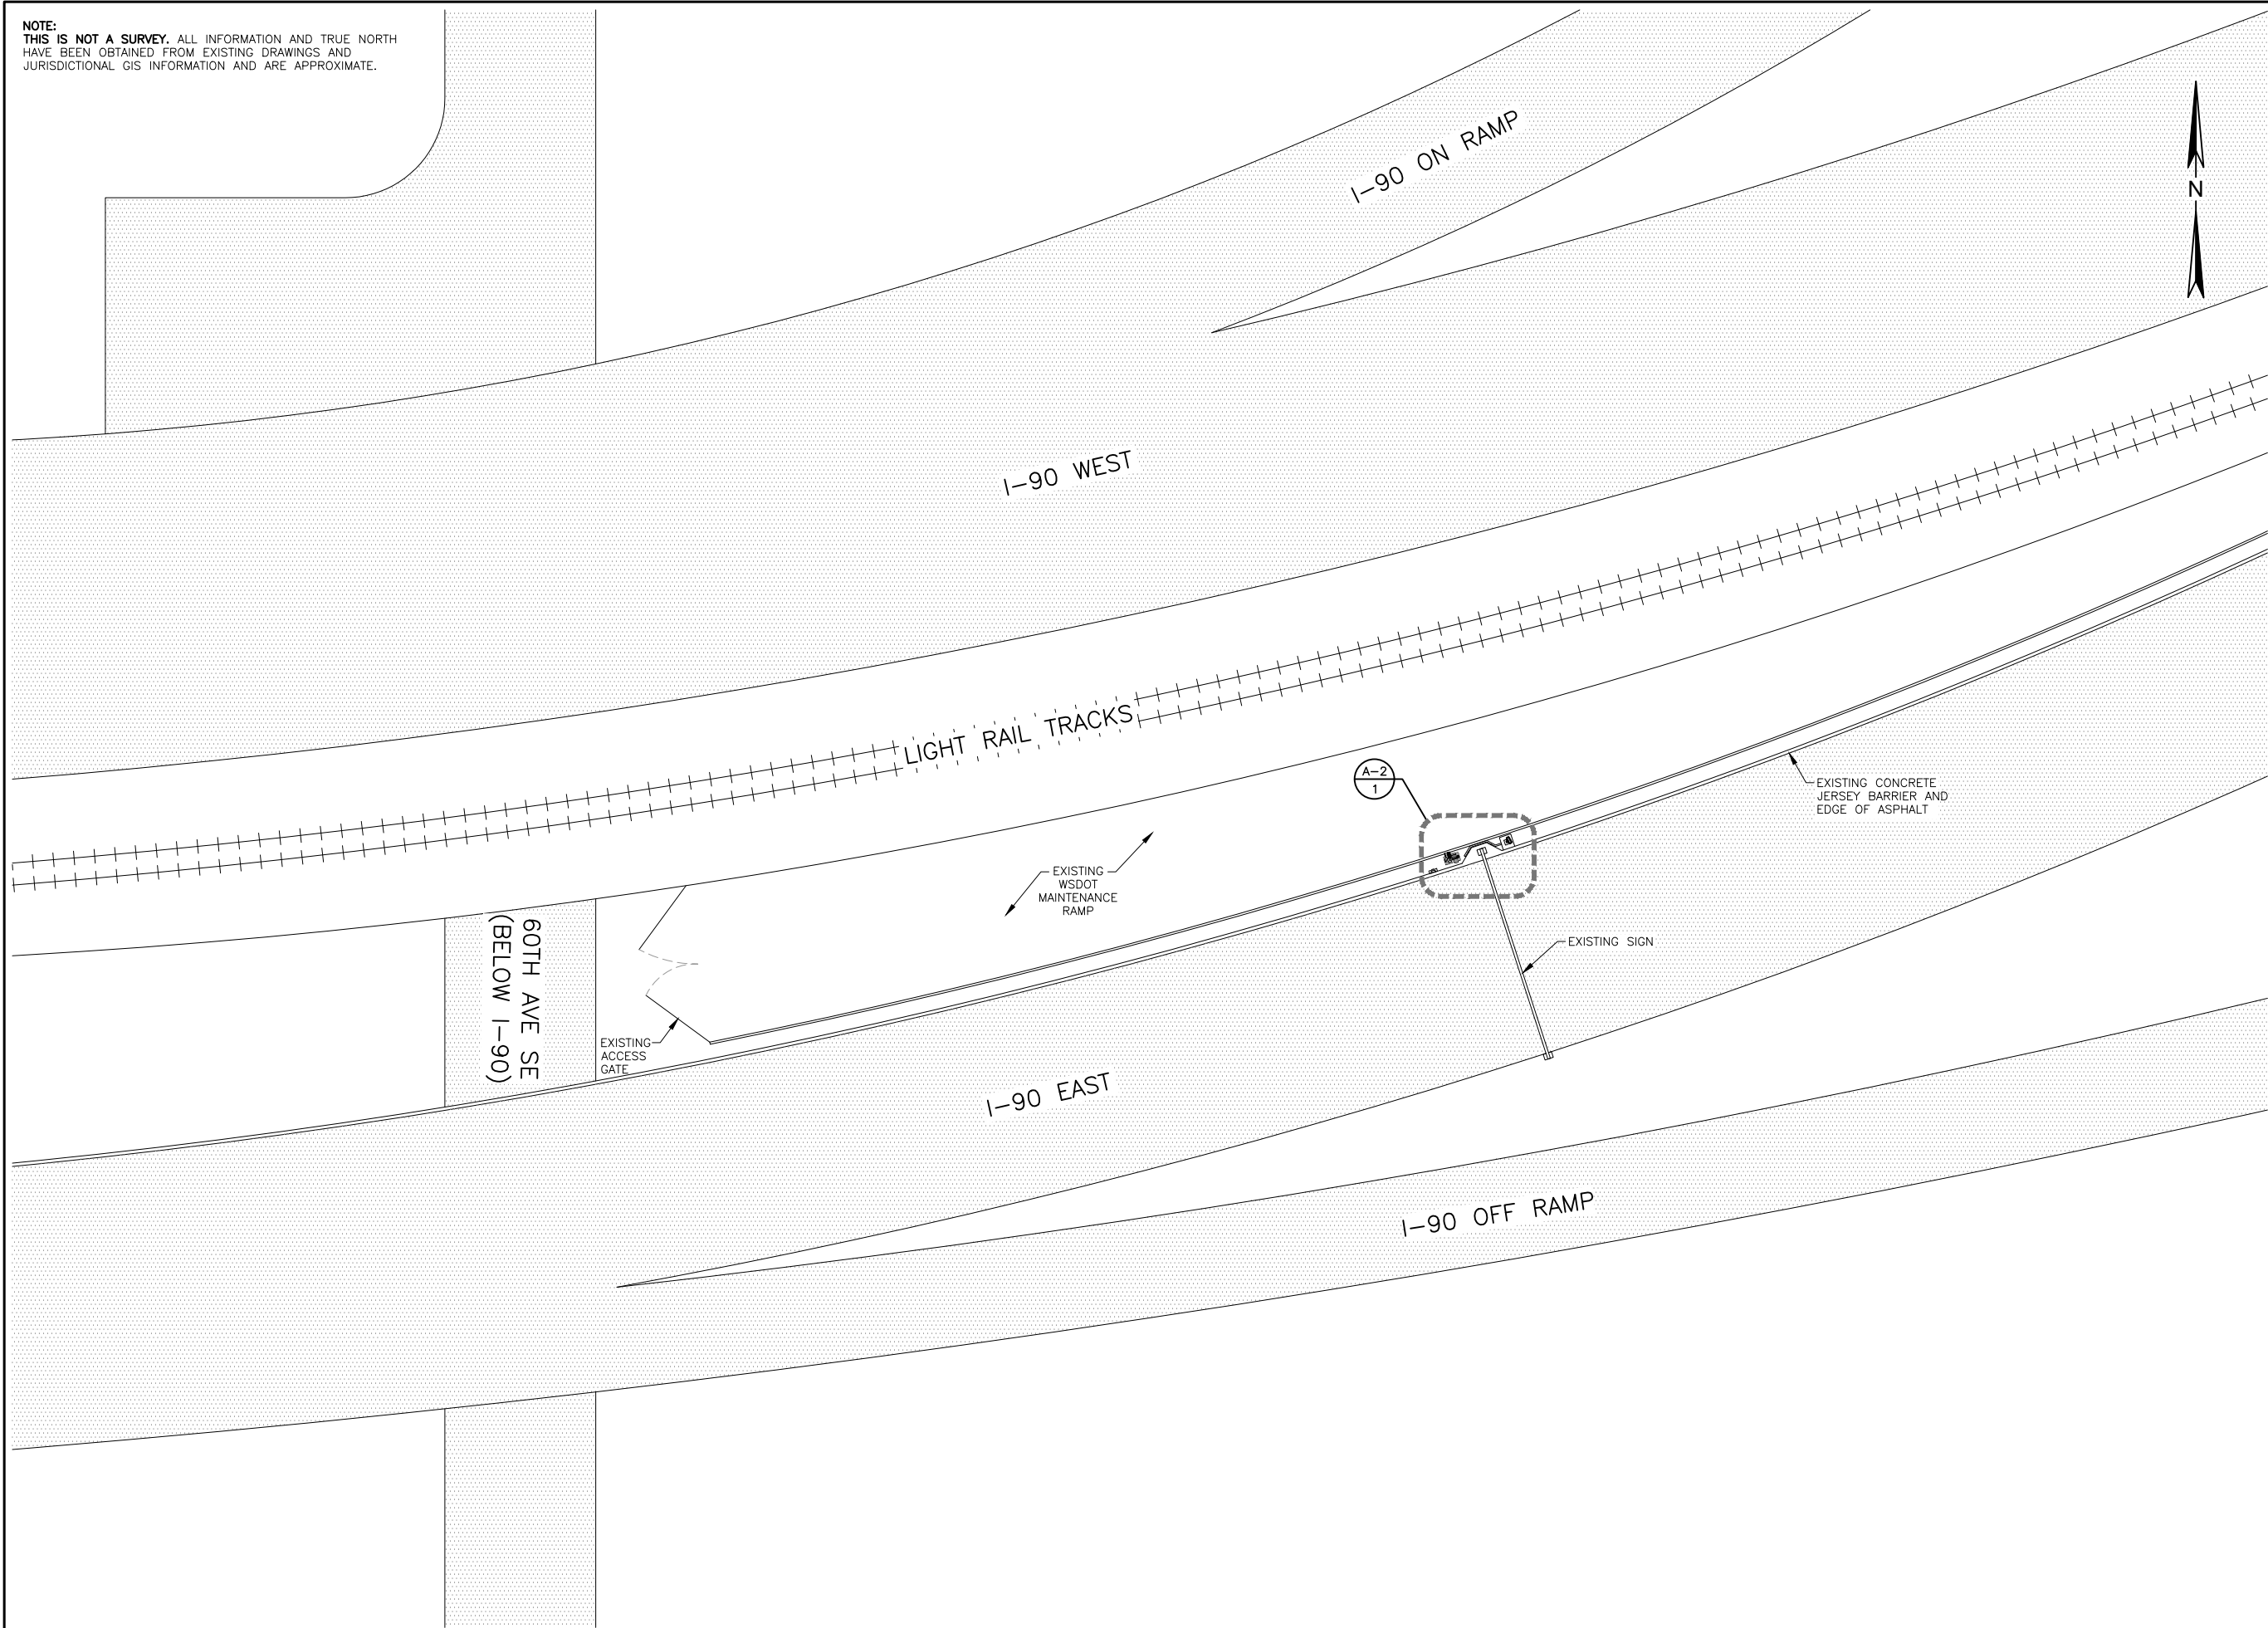 NOTE:
THIS IS NOT A SURVEY. ALL INFORMATION AND TRUE NORTH
HAVE BEEN OBTAINED FROM EXISTING DRAWINGS AND
JURISDICTIONAL GIS INFORMATION AND ARE APPROXIMATE.
I-90 ON RAMP
N
I-90 WEST
LIGHT RAIL TRACKS
A-2
1
EXISTING CONCRETE
JERSEY BARRIER AND
EDGE OF ASPHALT
EXISTING
WSDOT
MAINTENANCE
RAMP
EXISTING SIGN
60TH AVE SE
(BELOW I-90)
EXISTING
ACCESS
GATE
I-90 EAST
I-90 OFF RAMP